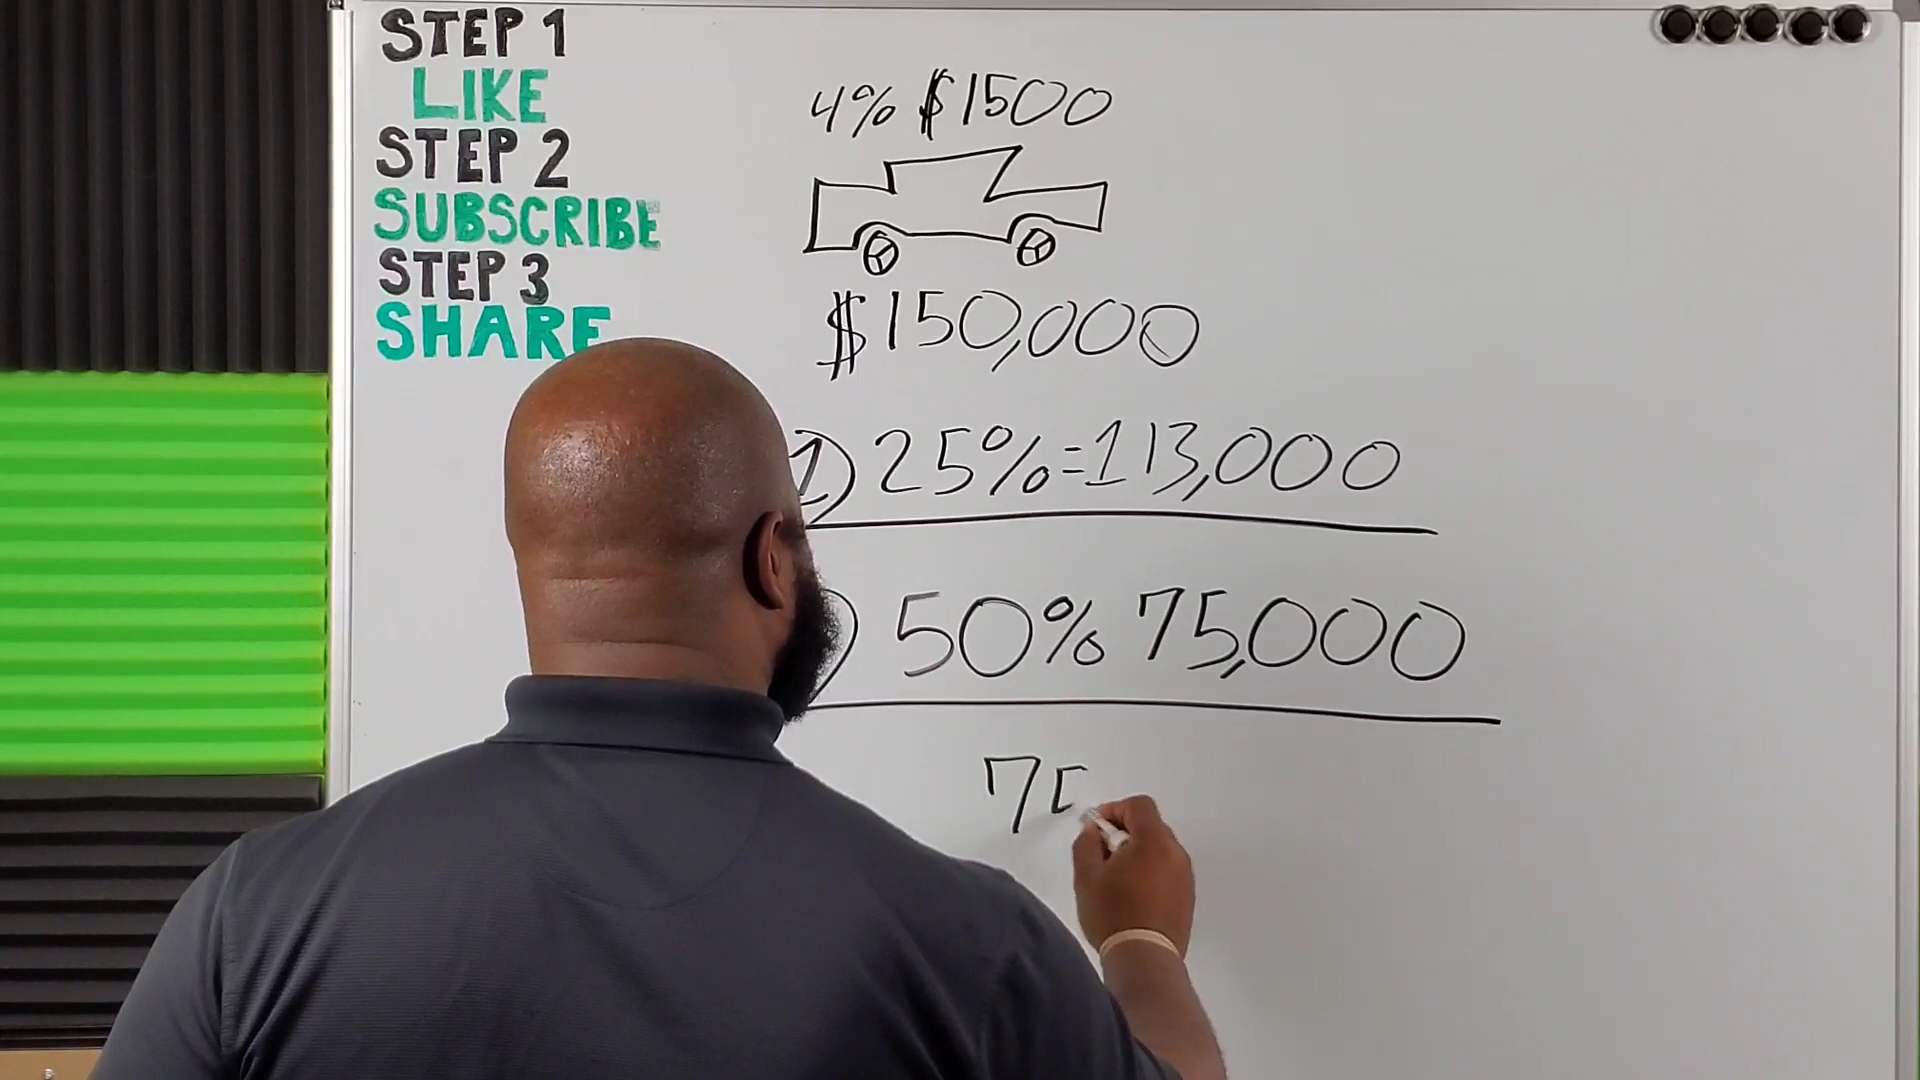 STEP 1
LIKE
STEP 2
SUBSCRIBE
STEP 3
SHARE
4% $1500
$150,000
1) 25%=113,000
) 50% 75,000
75